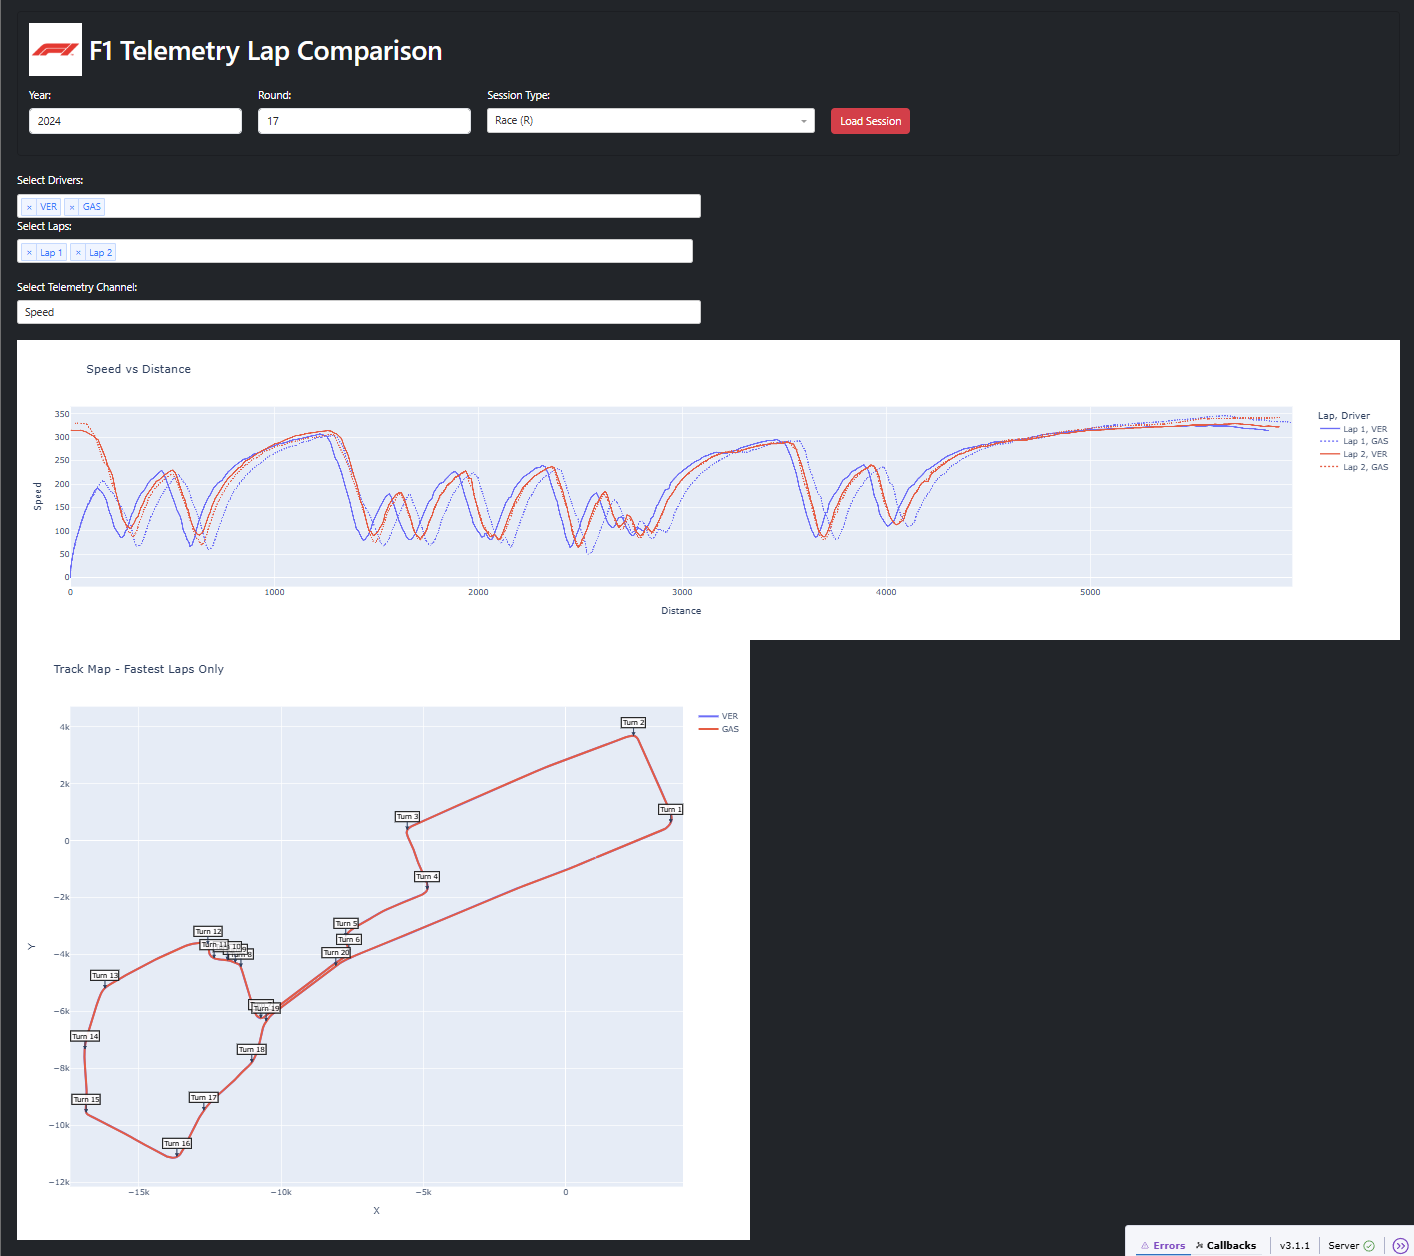 F1 Telemetry Lap Comparison
Year:
Round:
Session Type:
2024
17
Race (R)
Load Session
Select Drivers:
× VER × GAS
Select Laps:
× Lap 1 × Lap 2
Select Telemetry Channel:
Speed
Speed vs Distance
350
300
250
200
150
100
50
0
Speed
0 1000 2000 3000 4000 5000
Distance
Lap, Driver
Lap 1, VER
Lap 1, GAS
Lap 2, VER
Lap 2, GAS
Track Map - Fastest Laps Only
VER
GAS
4k
2k
0
−2k
−4k
−6k
−8k
−10k
−12k
Y
Turn 2
Turn 1
Turn 3
Turn 4
Turn 5
Turn 12
Turn 6
Turn 11
10
Turn 20
Turn 13
Turn 19
Turn 14
Turn 18
Turn 15
Turn 17
Turn 16
−15k −10k −5k 0
X
Errors Callbacks v3.1.1 Server